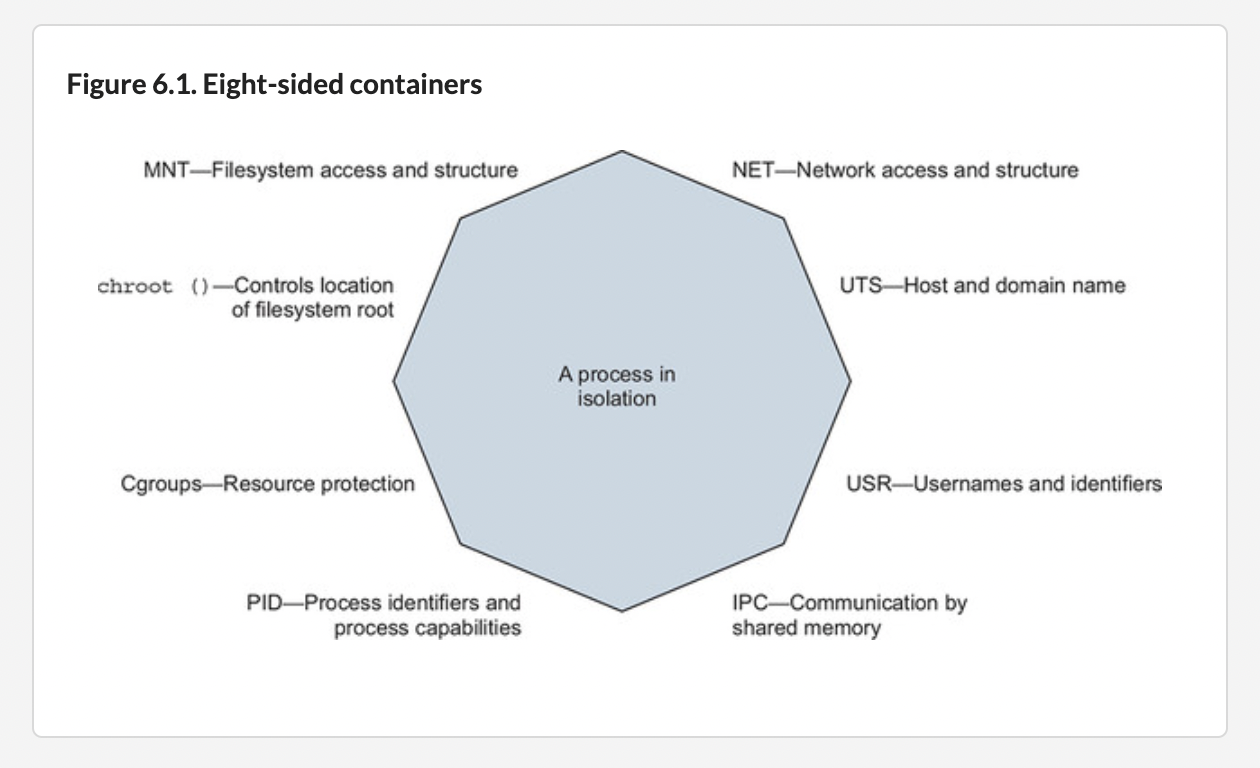 Figure 6.1. Eight-sided containers
MNT—Filesystem access and structure
NET—Network access and structure
chroot ()—Controls location
of filesystem root
UTS—Host and domain name
A process in
isolation
Cgroups—Resource protection
USR—Usernames and identifiers
PID—Process identifiers and
process capabilities
IPC—Communication by
shared memory